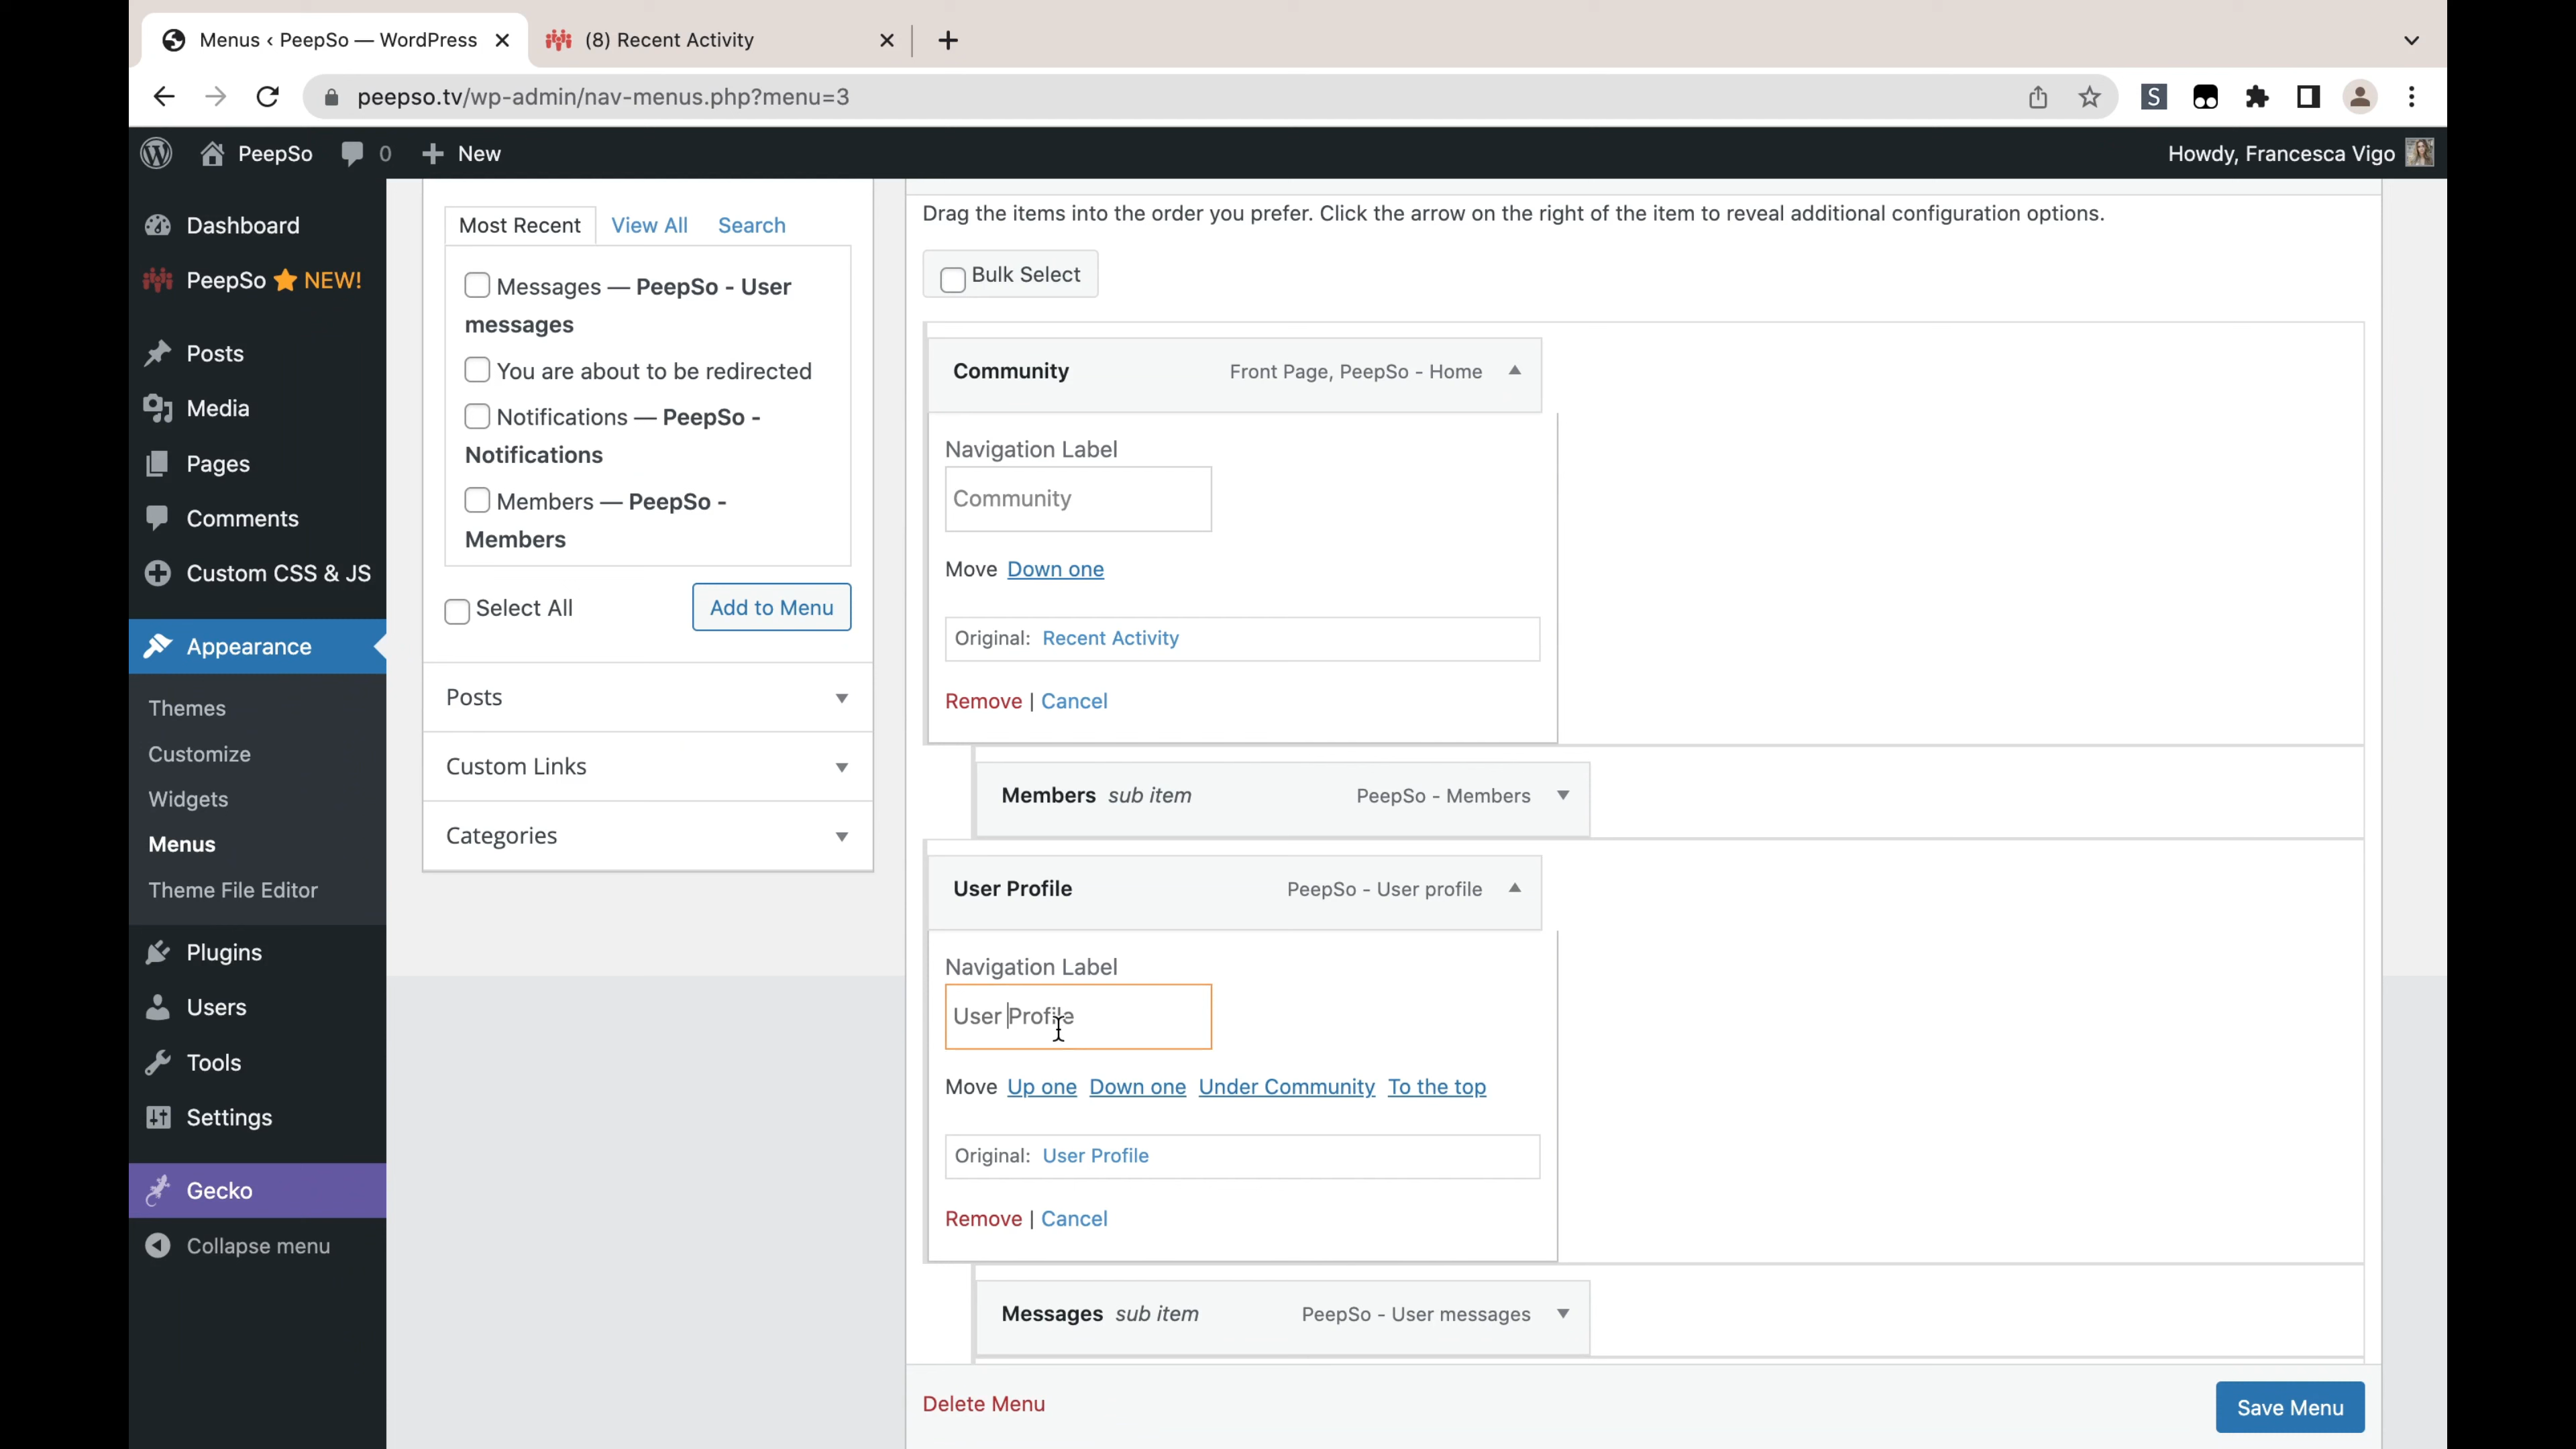 Menus ‹ PeepSo — WordPress
(8) Recent Activity
peepso.tv/wp-admin/nav-menus.php?menu=3
S
PeepSo
0
New
Howdy, Francesca Vigo
Dashboard
PeepSo NEW!
Posts
Media
Pages
Comments
Custom CSS & JS
Appearance
Themes
Customize
Widgets
Menus
Theme File Editor
Plugins
Users
Tools
Settings
Gecko
Collapse menu
Most Recent
View All
Search
Messages — PeepSo - User
messages
You are about to be redirected
Notifications — PeepSo -
Notifications
Members — PeepSo -
Members
Select All
Add to Menu
Posts
Custom Links
Categories
Drag the items into the order you prefer. Click the arrow on the right of the item to reveal additional configuration options.
Bulk Select
Community
Front Page, PeepSo - Home
Navigation Label
Community
Move Down one
Original: Recent Activity
Remove | Cancel
Members sub item
PeepSo - Members
User Profile
PeepSo - User profile
Navigation Label
User Profile
Move Up one Down one Under Community To the top
Original: User Profile
Remove | Cancel
Messages sub item
PeepSo - User messages
Delete Menu
Save Menu